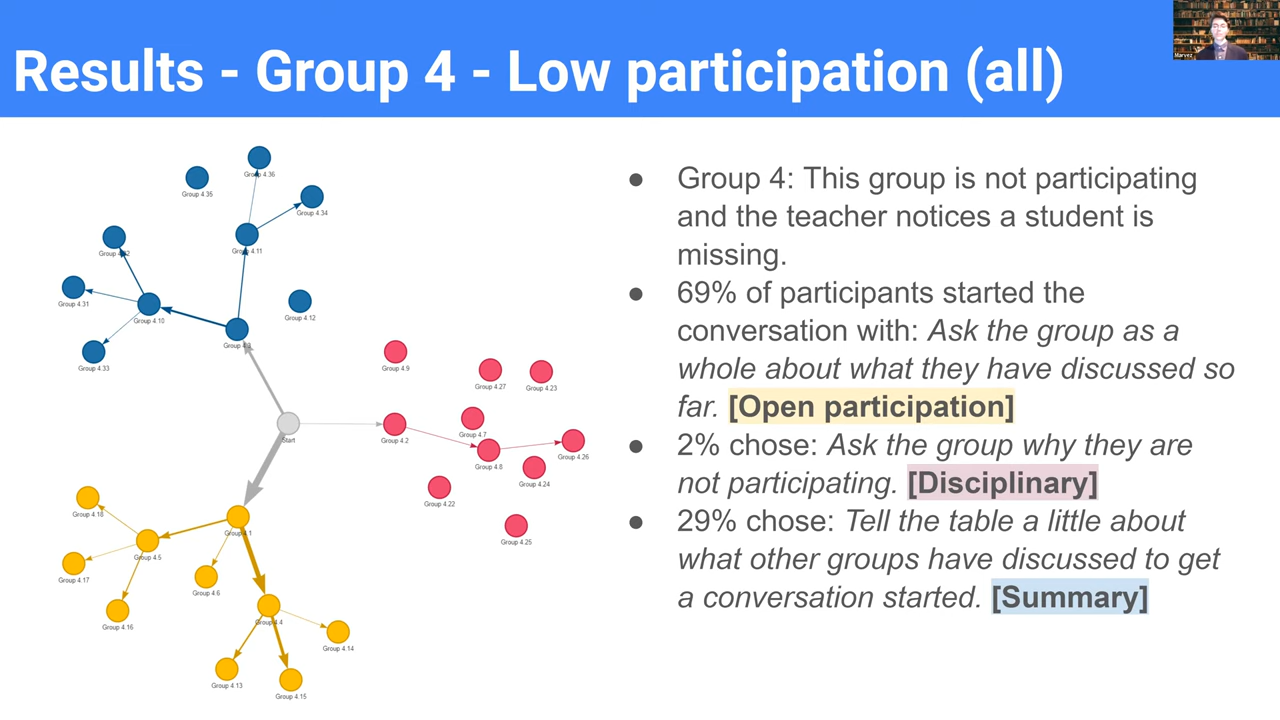 Results - Group 4 - Low participation (all)
Marvez
Group 4.36
Group 4.35
Group 4.34
Group 4.11
Group 4.31
Group 4.12
Group 4.10
Group 4.33
Group 4.9
Group 4.27
Group 4.23
Start
Group 4.2
Group 4.7
Group 4.8
Group 4.26
Group 4.24
Group 4.22
Group 4.25
Group 4.18
Group 4.1
Group 4.5
Group 4.17
Group 4.6
Group 4.16
Group 4.4
Group 4.14
Group 4.13
Group 4.15
● Group 4: This group is not participating
and the teacher notices a student is
missing.
● 69% of participants started the
conversation with: Ask the group as a
whole about what they have discussed so
far. [Open participation]
● 2% chose: Ask the group why they are
not participating. [Disciplinary]
● 29% chose: Tell the table a little about
what other groups have discussed to get
a conversation started. [Summary]